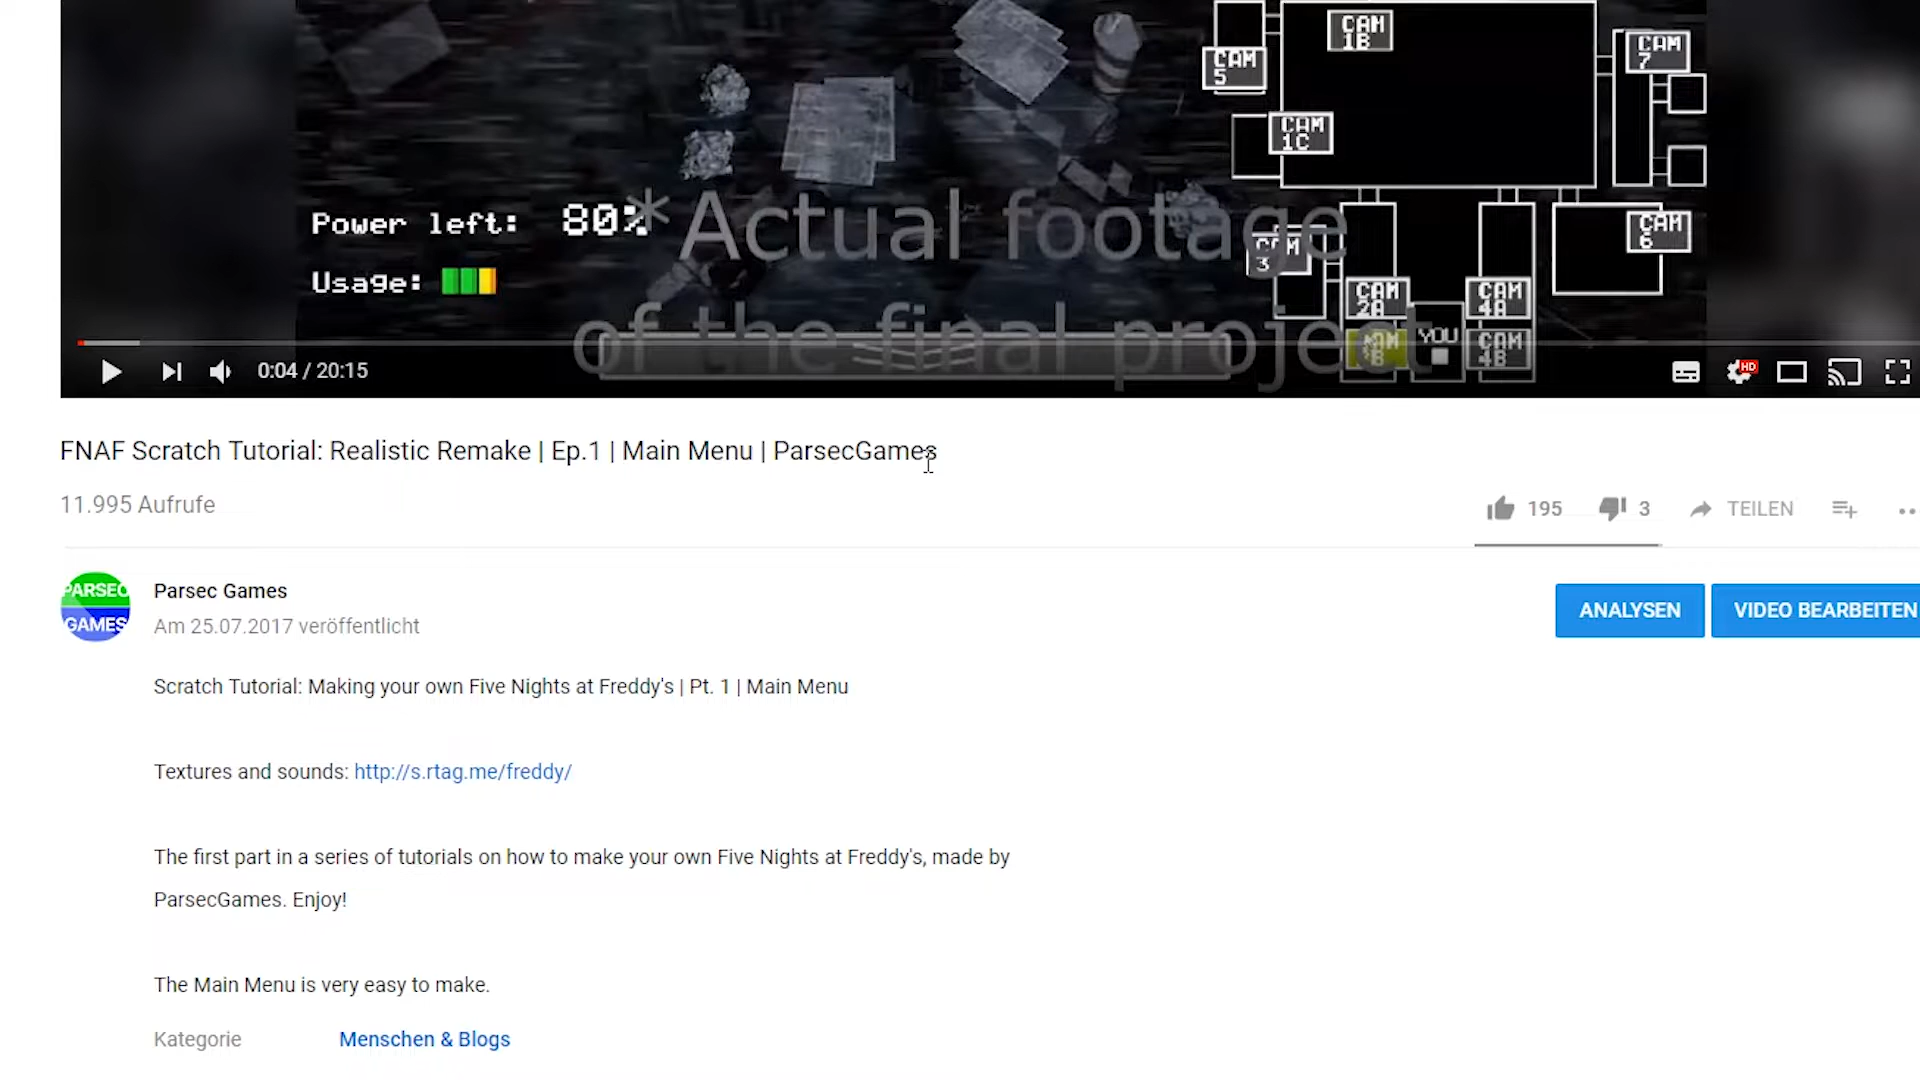 CAM
1B
CAM
7
CAM
5
CAM
1C
Power left: 80%
*Actual footage
CAM
6
CAM
3
Usage:
CAM
2A
CAM
4A
of the final project
YOU
CAM
4B
0:04 / 20:15
HD
FNAF Scratch Tutorial: Realistic Remake | Ep.1 | Main Menu | ParsecGames
11.995 Aufrufe
195
3
TEILEN
PARSEC
GAMES
Parsec Games
Am 25.07.2017 veröffentlicht
ANALYSEN
VIDEO BEARBEITEN
Scratch Tutorial: Making your own Five Nights at Freddy's | Pt. 1 | Main Menu
Textures and sounds: http://s.rtag.me/freddy/
The first part in a series of tutorials on how to make your own Five Nights at Freddy's, made by
ParsecGames. Enjoy!
The Main Menu is very easy to make.
Kategorie
Menschen & Blogs